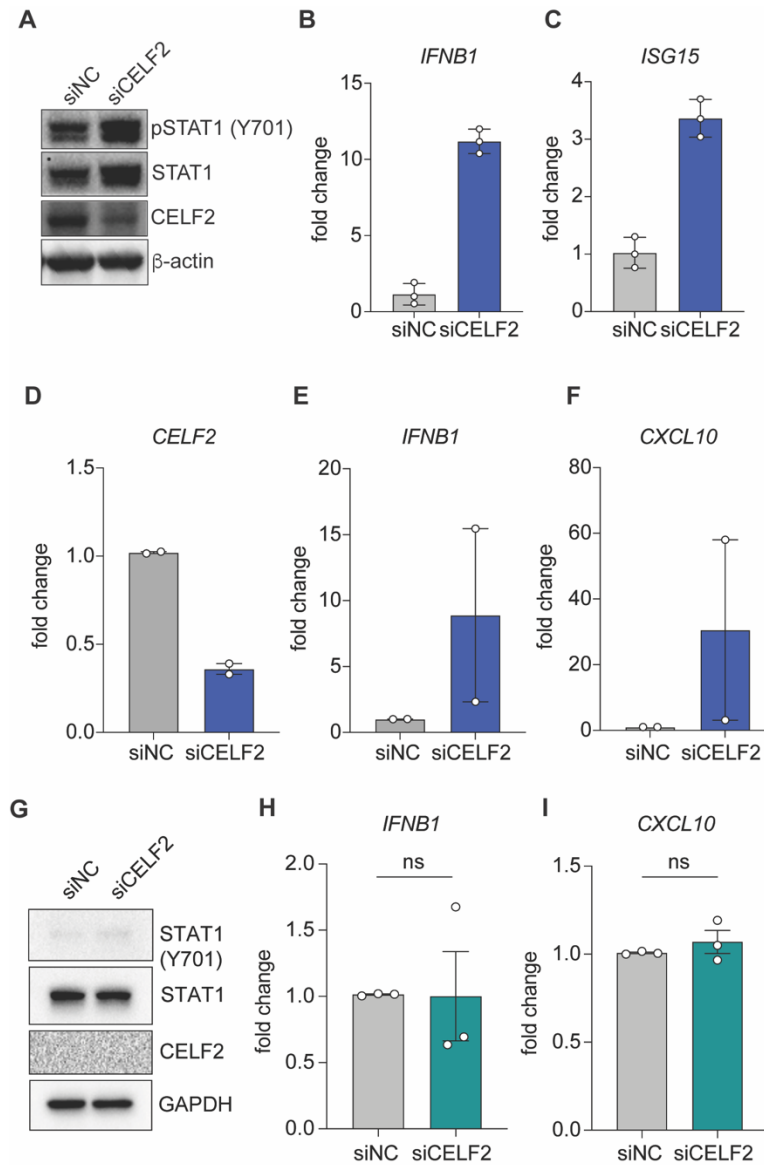 A
siNC
siCELF2
pSTAT1 (Y701)
STAT1
CELF2
β-actin
B
IFNB1
fold change
15
10
5
0
siNC siCELF2
C
ISG15
fold change
4
3
2
1
0
siNC siCELF2
D
CELF2
fold change
1.5
1.0
0.5
0.0
siNC siCELF2
E
IFNB1
fold change
20
15
10
5
0
siNC siCELF2
F
CXCL10
fold change
80
60
40
20
0
siNC siCELF2
G
siNC
siCELF2
STAT1
(Y701)
STAT1
CELF2
GAPDH
H
IFNB1
ns
fold change
2.0
1.5
1.0
0.5
0.0
siNC siCELF2
I
CXCL10
ns
fold change
1.5
1.0
0.5
0.0
siNC siCELF2